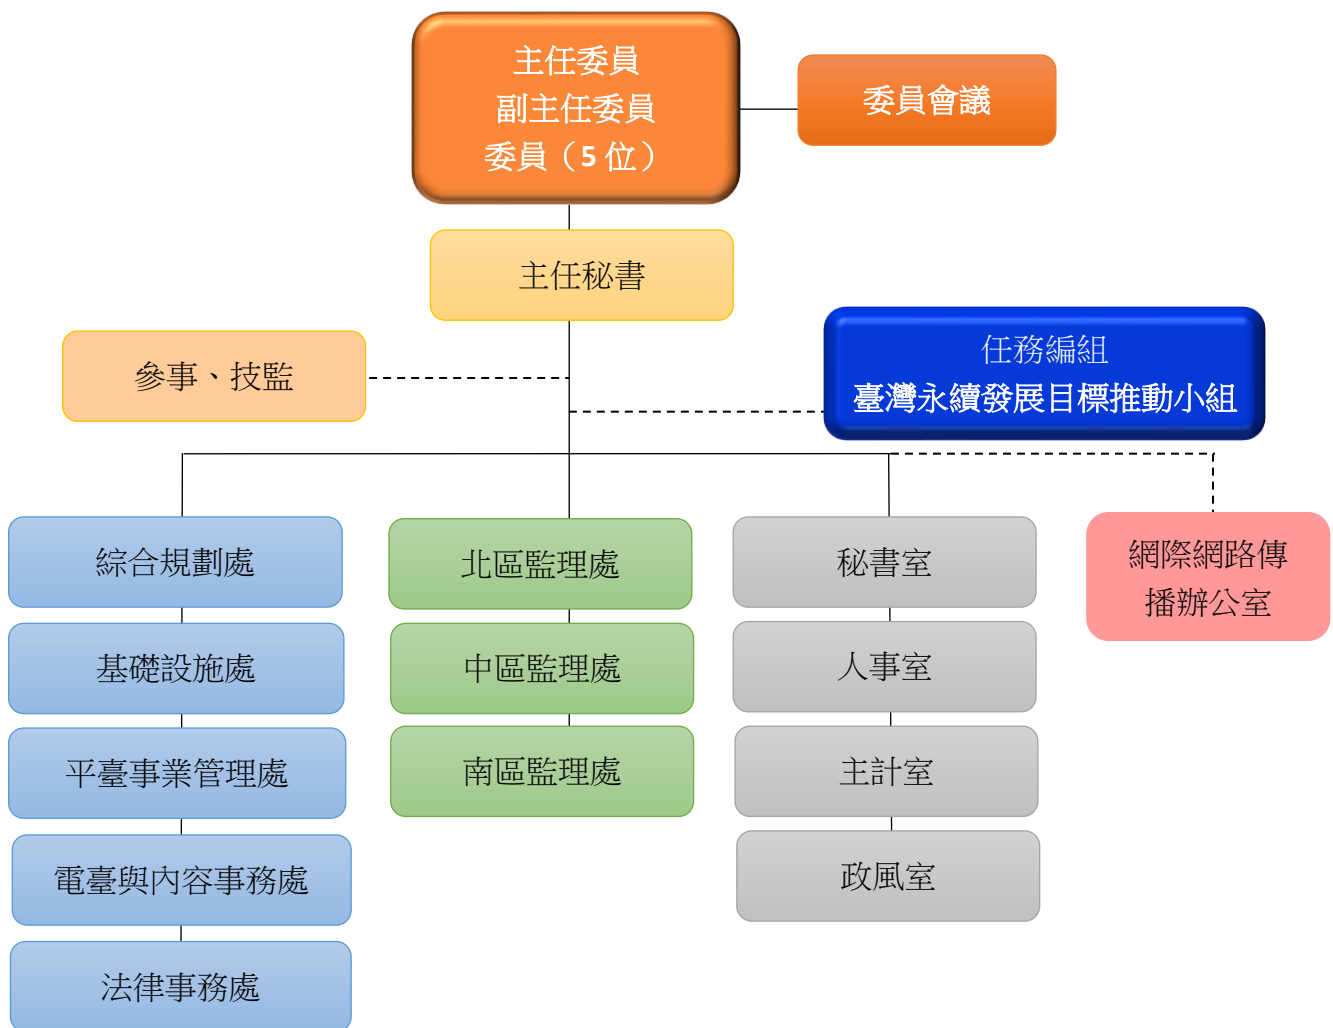 主任委員
副主任委員
委員（5 位）
委員會議
主任秘書
參事、技監
任務編組
臺灣永續發展目標推動小組
綜合規劃處
基礎設施處
平臺事業管理處
電臺與內容事務處
法律事務處
北區監理處
中區監理處
南區監理處
秘書室
人事室
主計室
政風室
網際網路傳
播辦公室